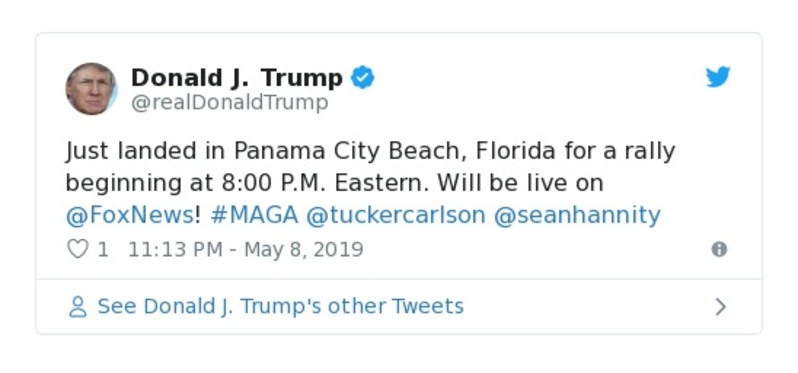 Donald J. Trump
@realDonaldTrump
Just landed in Panama City Beach, Florida for a rally
beginning at 8:00 P.M. Eastern. Will be live on
@FoxNews! #MAGA @tuckercarlson @seanhannity
1 11:13 PM - May 8, 2019
See Donald J. Trump's other Tweets